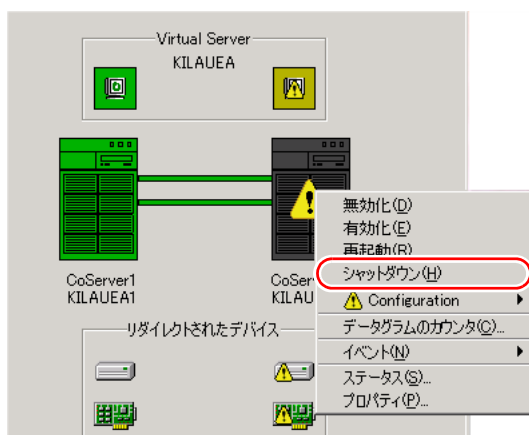 Virtual Server
KILAUEA
CoServer1
KILAUEA1
CoSer
KILAU
無効化(D)
有効化(E)
再起動(R)
シャットダウン(H)
Configuration
データグラムのカウンタ(C)...
イベント(N)
ステータス(S)...
プロパティ(P)...
リダイレクトされたデバイス